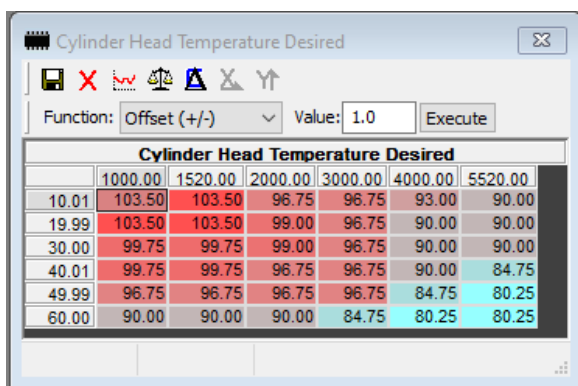 Cylinder Head Temperature Desired
Function: Offset (+/-) Value: 1.0 Execute
Cylinder Head Temperature Desired
1000.00 1520.00 2000.00 3000.00 4000.00 5520.00
10.01 103.50 103.50 96.75 96.75 93.00 90.00
19.99 103.50 103.50 99.00 96.75 90.00 90.00
30.00 99.75 99.75 99.00 96.75 90.00 90.00
40.01 99.75 99.75 96.75 96.75 90.00 84.75
49.99 96.75 96.75 96.75 96.75 84.75 80.25
60.00 90.00 90.00 90.00 84.75 80.25 80.25